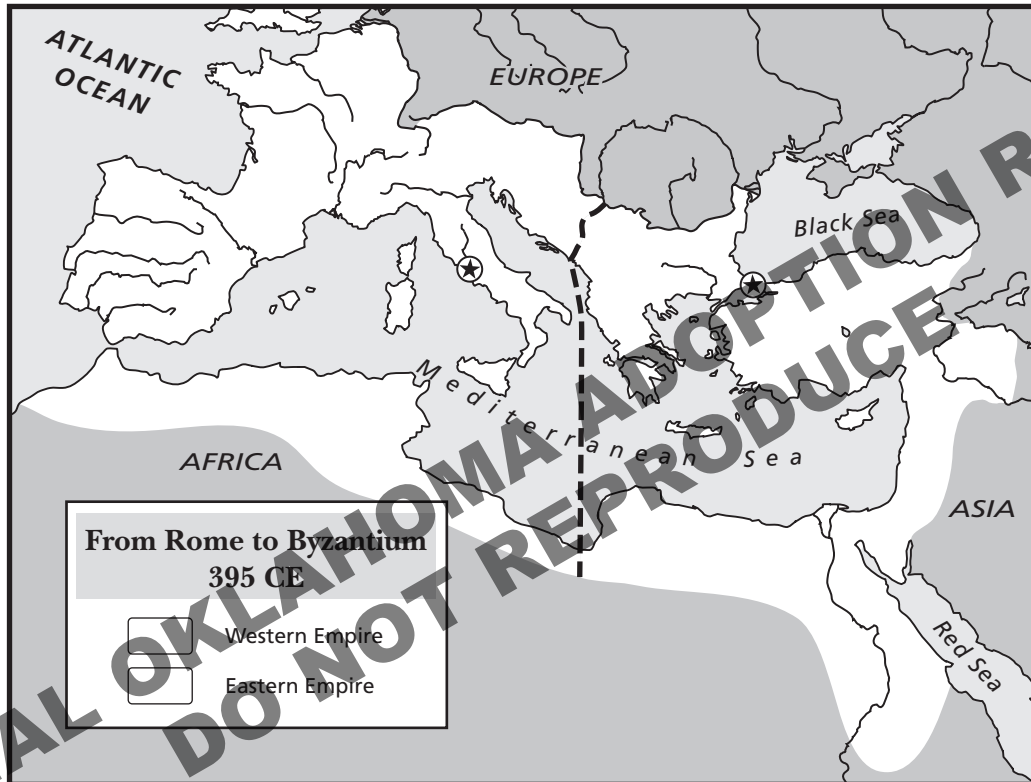 ATLANTIC
OCEAN
EUROPE
Black Sea
Mediterranean Sea
AFRICA
ASIA
Red Sea
From Rome to Byzantium
395 CE
Western Empire
Eastern Empire
OKLAHOMA ADOPTION
DO NOT REPRODUCE